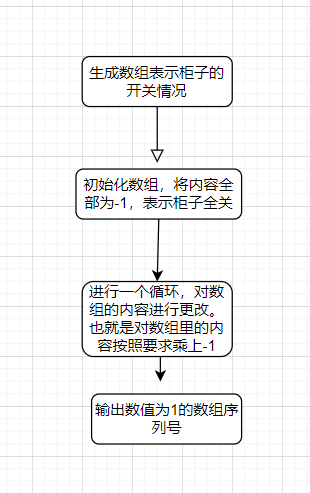 生成数组表示柜子的
开关情况
初始化数组，将内容全
部为-1，表示柜子全关
进行一个循环，对数
组的内容进行更改。
也就是对数组里的内
容按照要求乘上-1
输出数值为1的数组序
列号